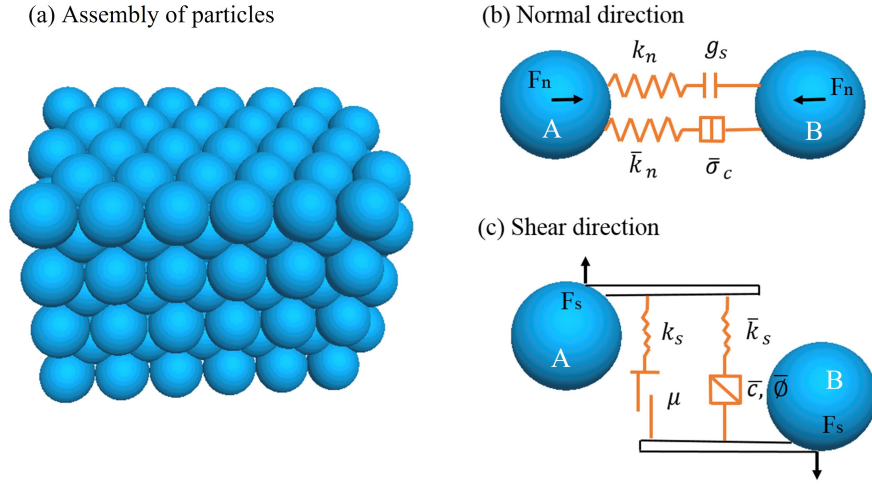 (a) Assembly of particles
(b) Normal direction
kₙ gₛ
Fn Fn
A B
k̄ₙ σ̄꜀
(c) Shear direction
Fs
A
kₛ k̄ₛ
μ c̄, ∅̄
B
Fs